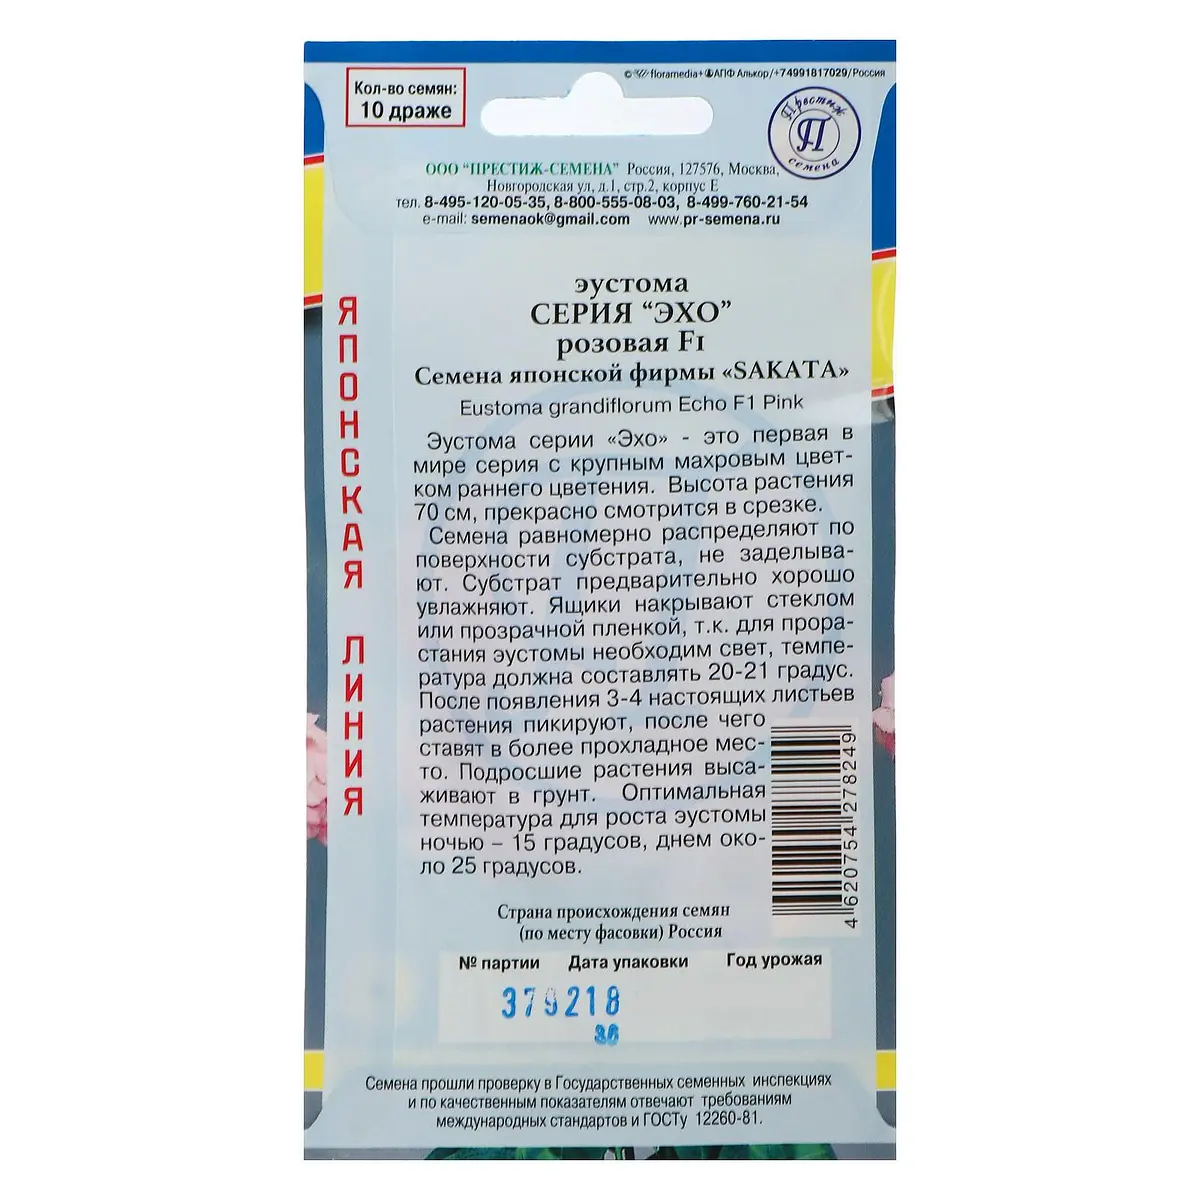 © floramedia+ АПФ Алькор/+74991817029/Россия
Кол-во семян:
10 драже
Престиж
П
семена
ООО "ПРЕСТИЖ-СЕМЕНА" Россия, 127576, Москва,
Новгородская ул, д.1, стр.2, корпус Е
тел. 8-495-120-05-35, 8-800-555-08-03, 8-499-760-21-54
e-mail: semenaok@gmail.com www.pr-semena.ru
ЯПОНСКАЯ ЛИНИЯ
эустома
СЕРИЯ "ЭХО"
розовая F1
Семена японской фирмы «SAKATA»
Eustoma grandiflorum Echo F1 Pink
Эустома серии «Эхо» - это первая в
мире серия с крупным махровым цвет-
ком раннего цветения. Высота растения
70 см, прекрасно смотрится в срезке.
Семена равномерно распределяют по
поверхности субстрата, не заделыва-
ют. Субстрат предварительно хорошо
увлажняют. Ящики накрывают стеклом
или прозрачной пленкой, т.к. для прора-
стания эустомы необходим свет, темпе-
ратура должна составлять 20-21 градус.
После появления 3-4 настоящих листьев
растения пикируют, после чего
ставят в более прохладное мес-
то. Подросшие растения выса-
живают в грунт. Оптимальная
температура для роста эустомы
ночью – 15 градусов, днем око-
ло 25 градусов.
4 620754 278249
Страна происхождения семян
(по месту фасовки) Россия
№ партии Дата упаковки Год урожая
379218
36
Семена прошли проверку в Государственных семенных инспекциях
и по качественным показателям отвечают требованиям
международных стандартов и ГОСТу 12260-81.